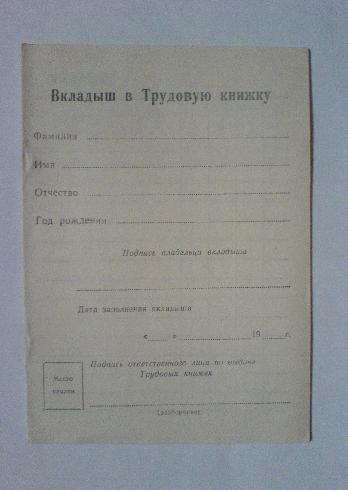 Вкладыш в Трудовую книжку
Фамилия
Имя
Отчество
Год рождения
Подпись владельца вкладыша
Дата заполнения вкладыша
« » 19 г.
Подпись ответственного лица по выдаче
Трудовых книжек
Место
печати